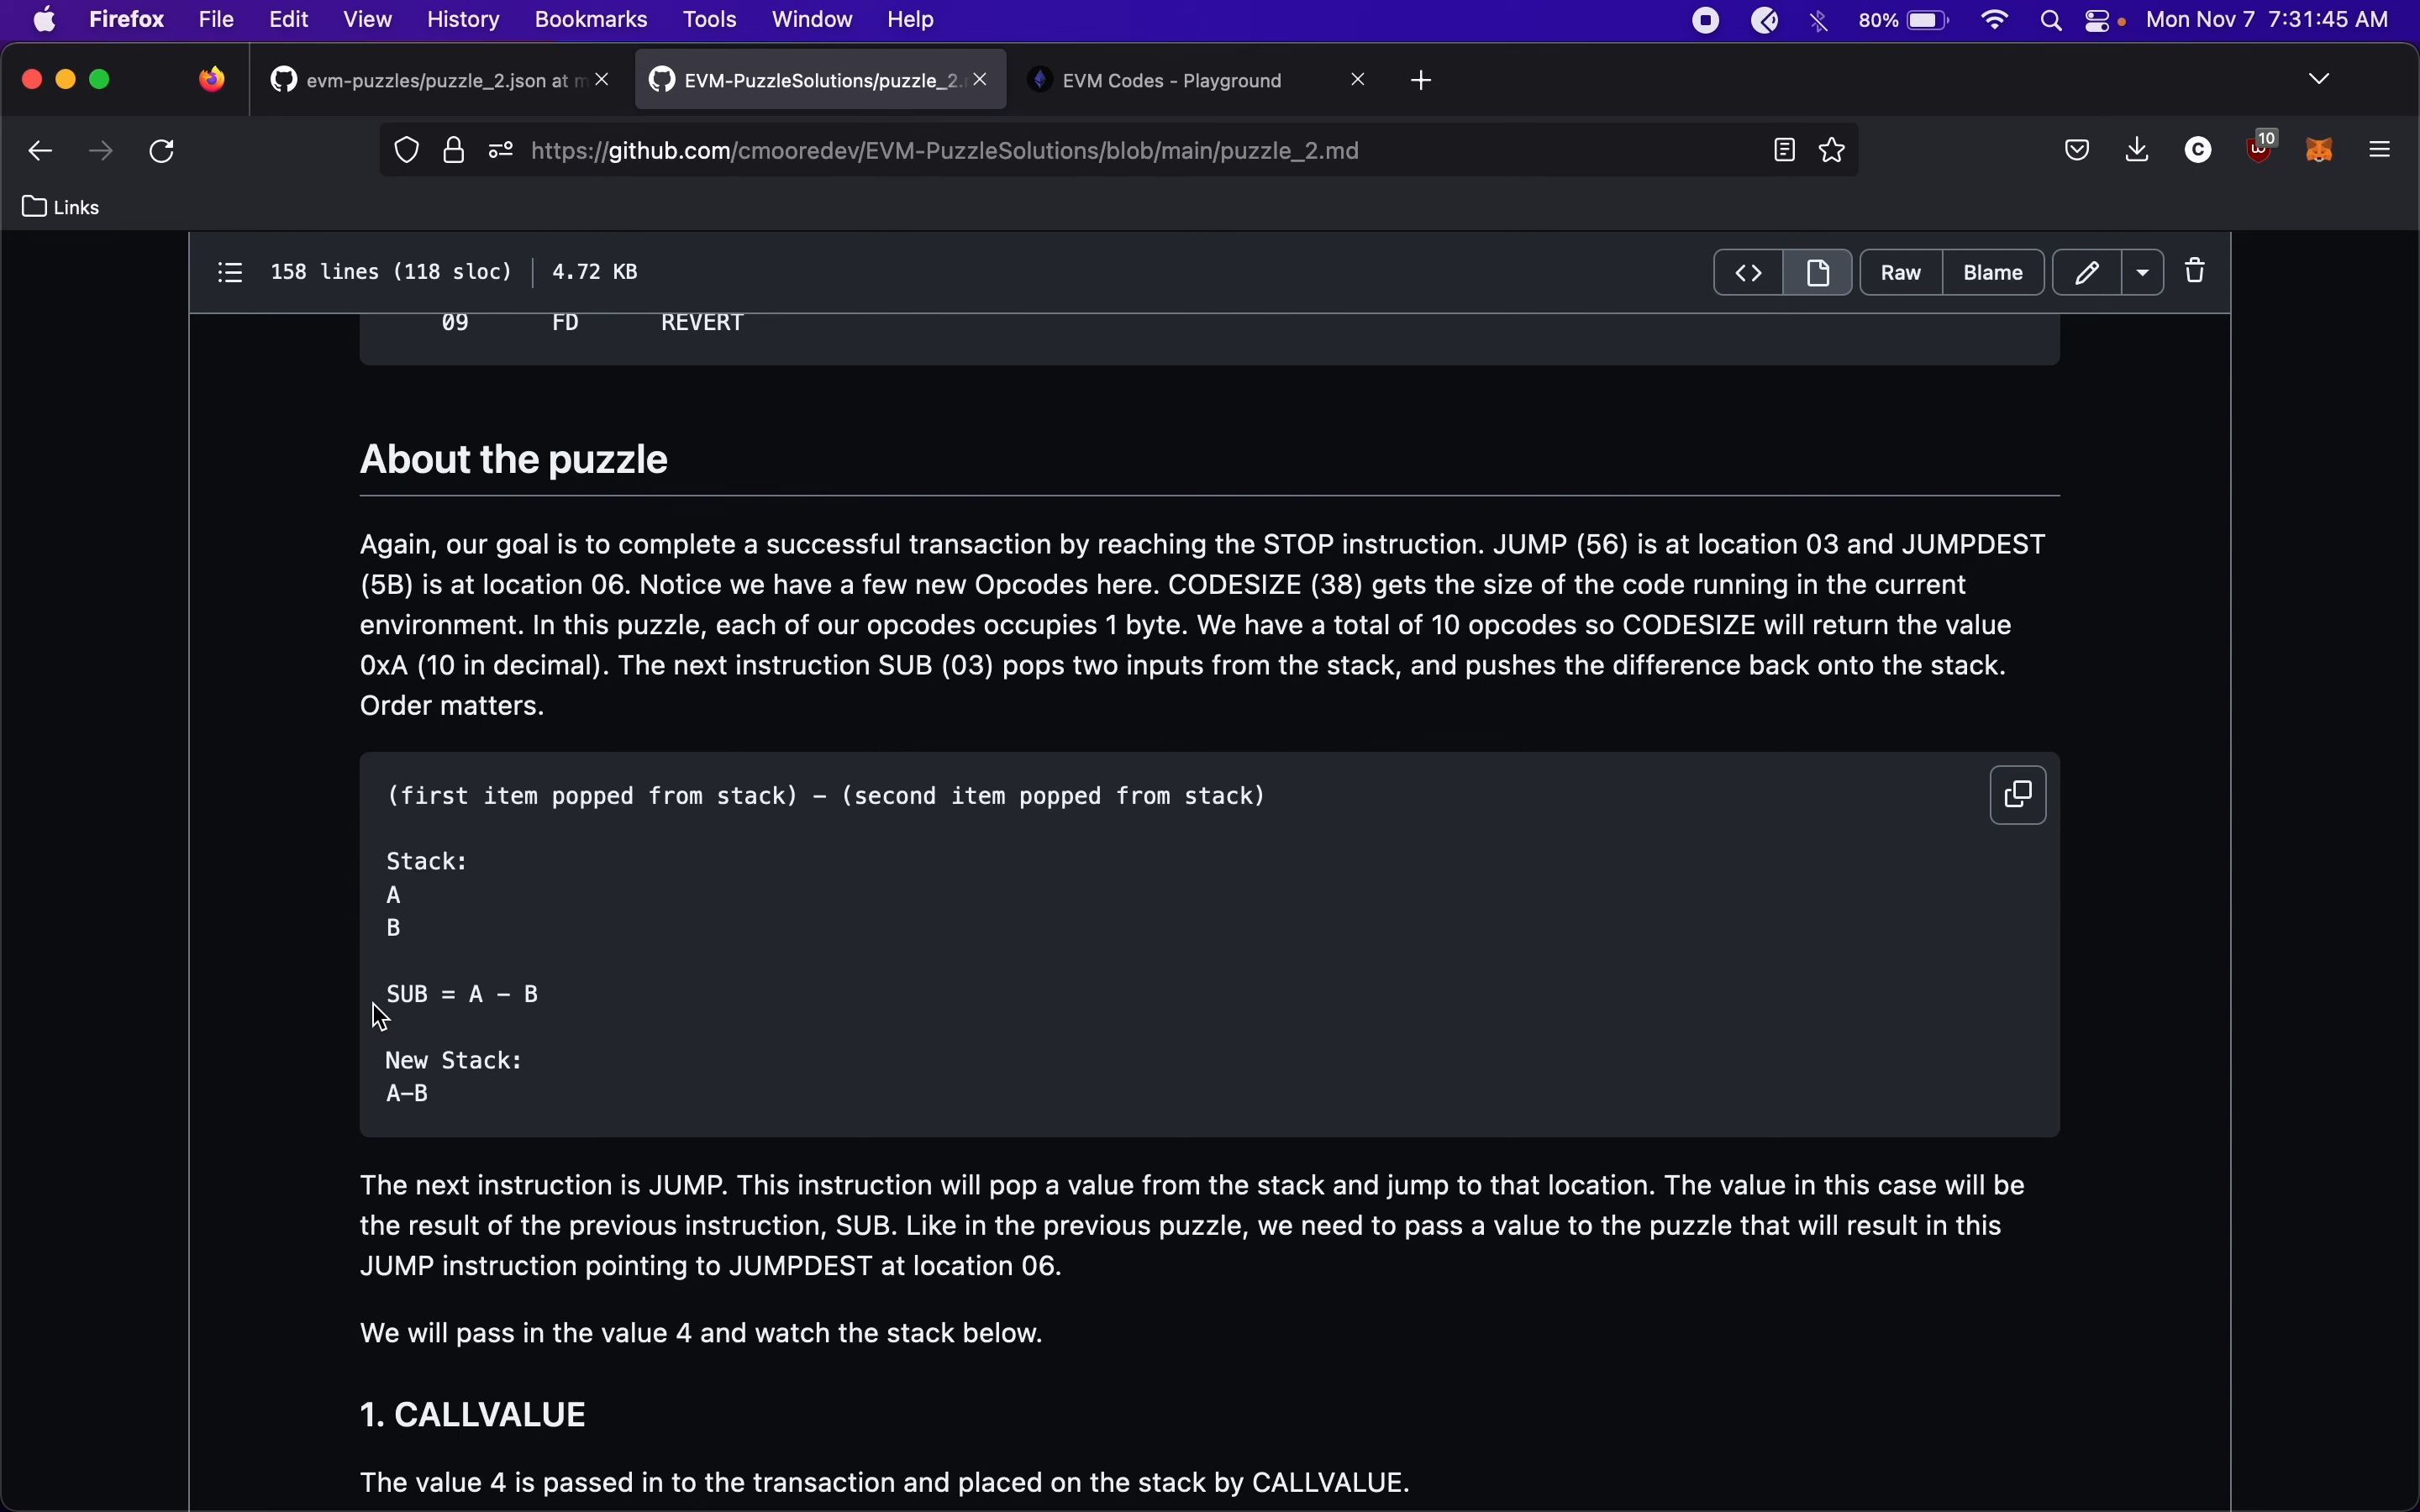 Firefox File Edit View History Bookmarks Tools Window Help 80% Mon Nov 7 7:31:45 AM
evm-puzzles/puzzle_2.json at m EVM-PuzzleSolutions/puzzle_2. EVM Codes - Playground
https://github.com/cmooredev/EVM-PuzzleSolutions/blob/main/puzzle_2.md C 10
Links
158 lines (118 sloc) 4.72 KB <> Raw Blame
09 FD REVERT
About the puzzle
Again, our goal is to complete a successful transaction by reaching the STOP instruction. JUMP (56) is at location 03 and JUMPDEST
(5B) is at location 06. Notice we have a few new Opcodes here. CODESIZE (38) gets the size of the code running in the current
environment. In this puzzle, each of our opcodes occupies 1 byte. We have a total of 10 opcodes so CODESIZE will return the value
0xA (10 in decimal). The next instruction SUB (03) pops two inputs from the stack, and pushes the difference back onto the stack.
Order matters.
(first item popped from stack) - (second item popped from stack)
Stack:
A
B
SUB = A - B
New Stack:
A-B
The next instruction is JUMP. This instruction will pop a value from the stack and jump to that location. The value in this case will be
the result of the previous instruction, SUB. Like in the previous puzzle, we need to pass a value to the puzzle that will result in this
JUMP instruction pointing to JUMPDEST at location 06.
We will pass in the value 4 and watch the stack below.
1. CALLVALUE
The value 4 is passed in to the transaction and placed on the stack by CALLVALUE.